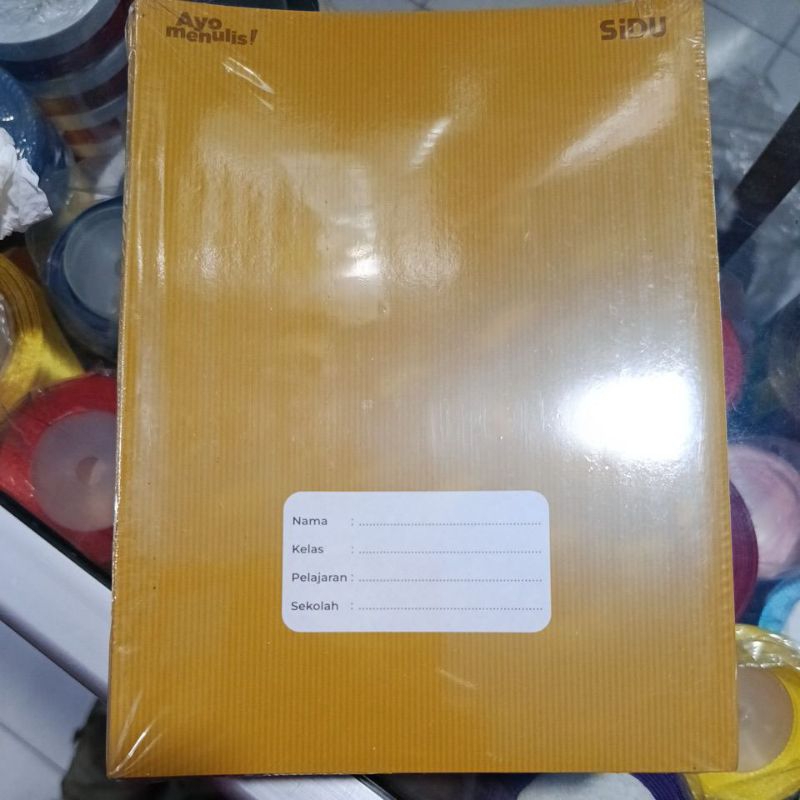 Ayo
menulis!
SiDU
Nama : ........................................
Kelas : ........................................
Pelajaran : ........................................
Sekolah : ........................................